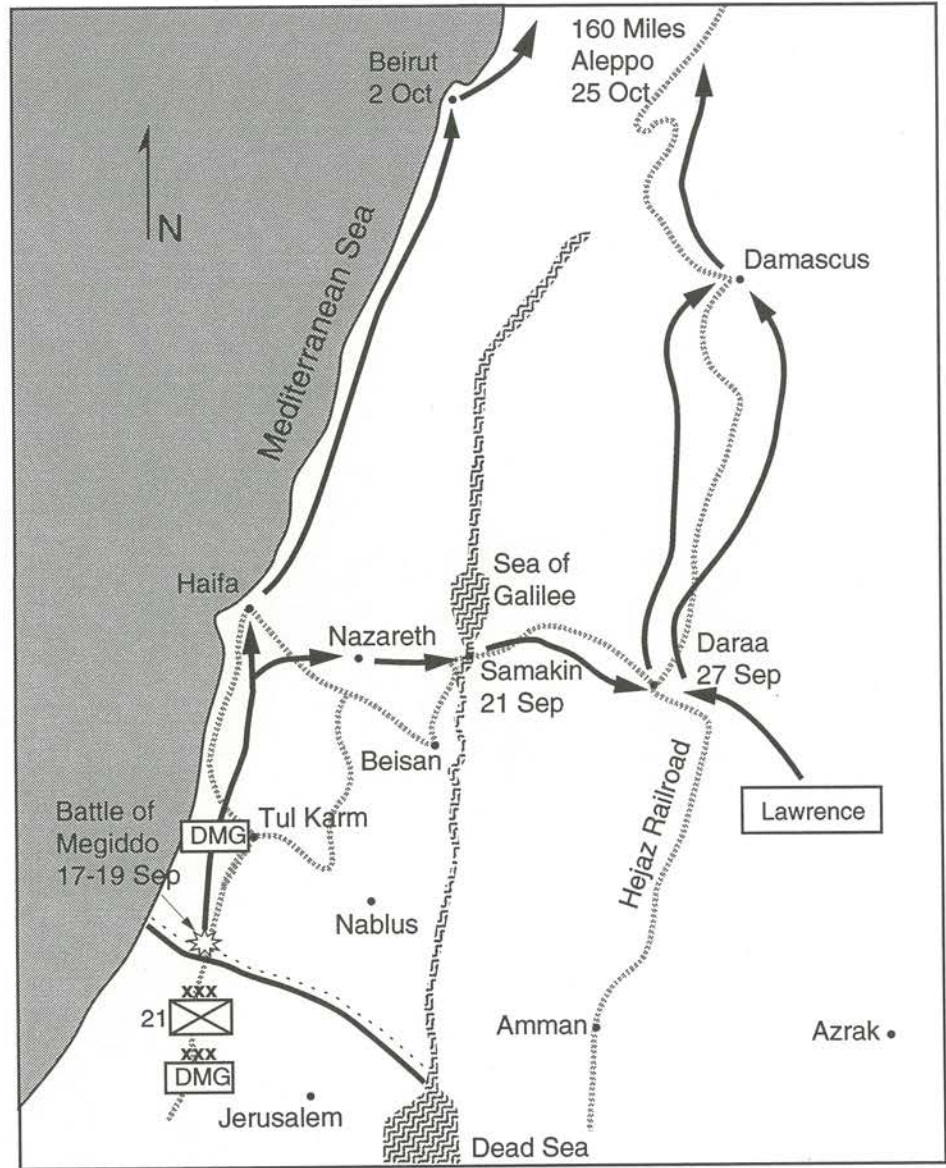 160 Miles
Aleppo
25 Oct
Beirut
2 Oct
N
Mediterranean Sea
Damascus
Haifa
Sea of
Galilee
Nazareth
Samakin
21 Sep
Daraa
27 Sep
Beisan
Hejaz Railroad
Lawrence
Battle of
Megiddo
17-19 Sep
DMG
Tul Karm
Nablus
xxx
21
xxx
DMG
Amman
Azrak
Jerusalem
Dead Sea